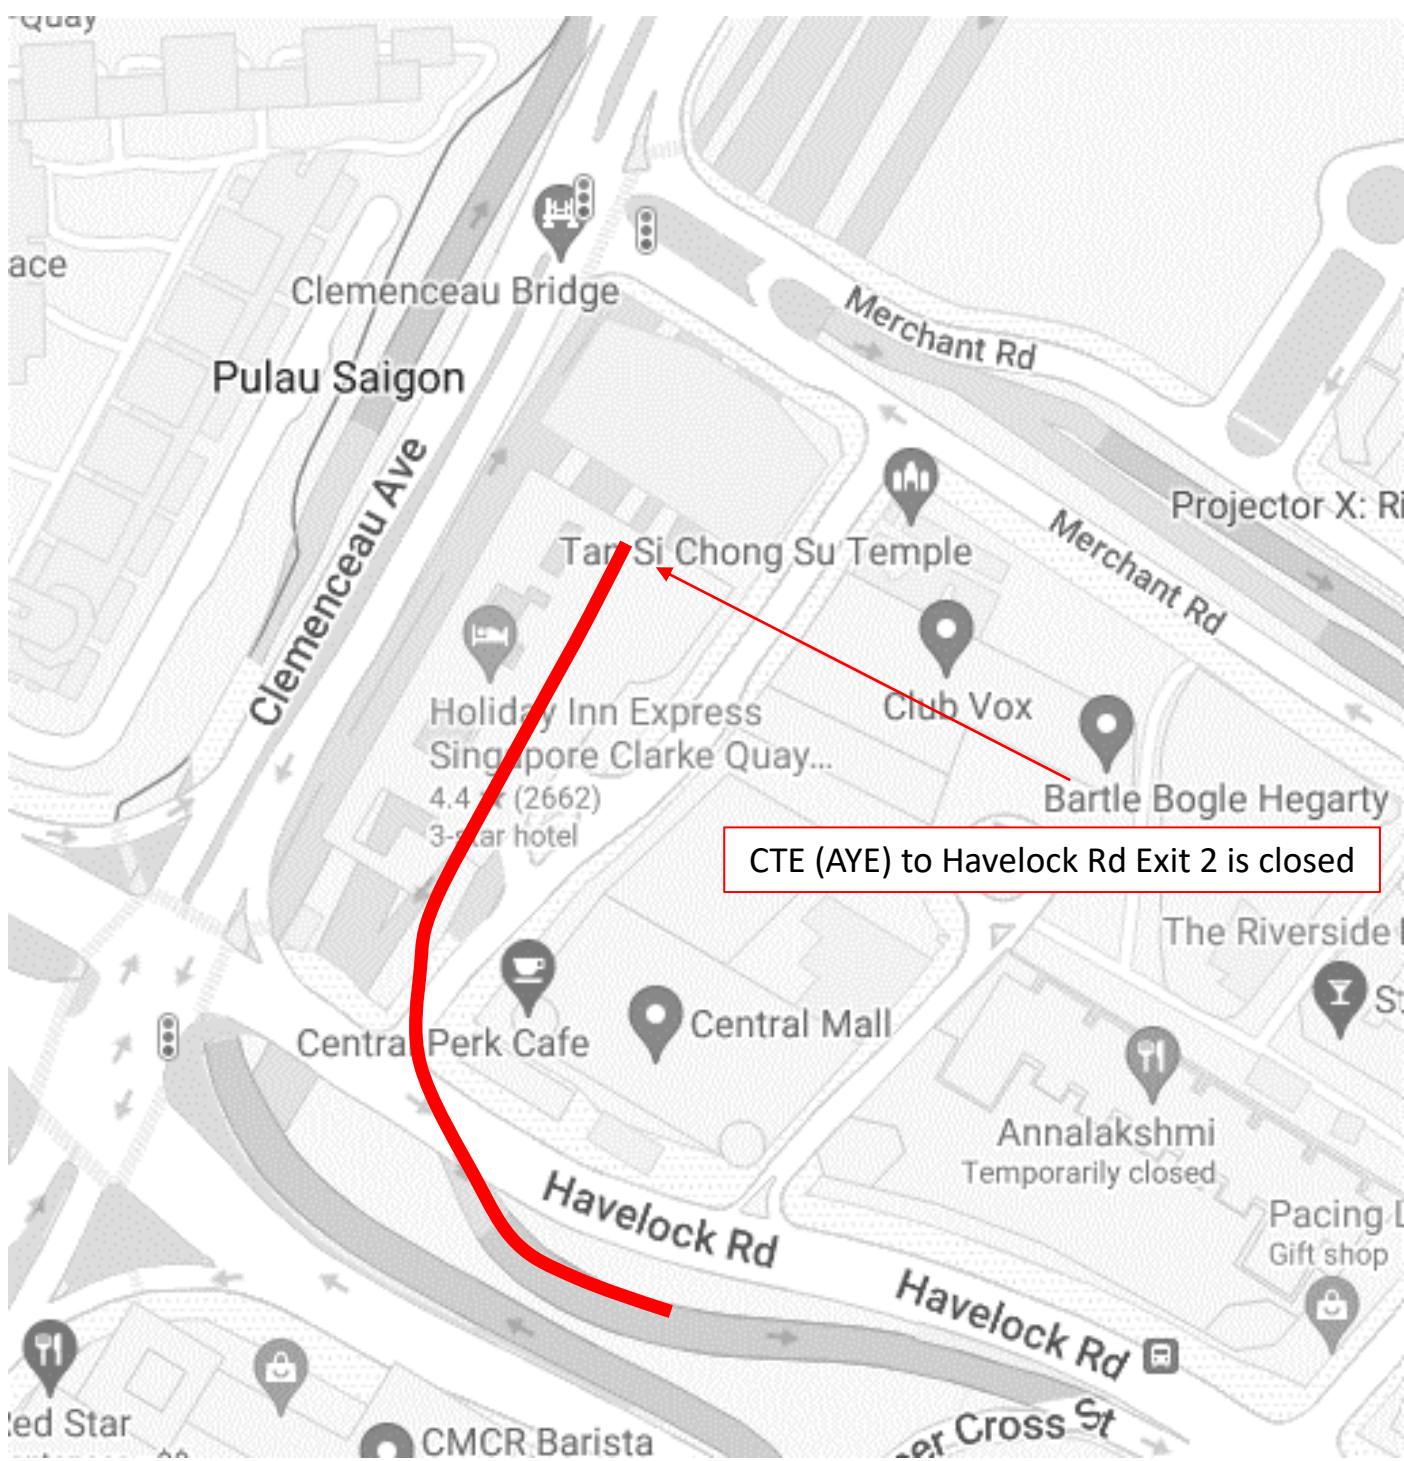 Quay
ace
Clemenceau Bridge
Merchant Rd
Pulau Saigon
Clemenceau Ave
Projector X: Ri
Tan Si Chong Su Temple
Merchant Rd
Club Vox
Holiday Inn Express
Singapore Clarke Quay...
4.4 ★ (2662)
3-star hotel
Bartle Bogle Hegarty
CTE (AYE) to Havelock Rd Exit 2 is closed
The Riverside
St
Central Mall
Central Perk Cafe
Annalakshmi
Temporarily closed
Havelock Rd
Pacing L
Gift shop
Havelock Rd
ed Star
CMCR Barista
er Cross St